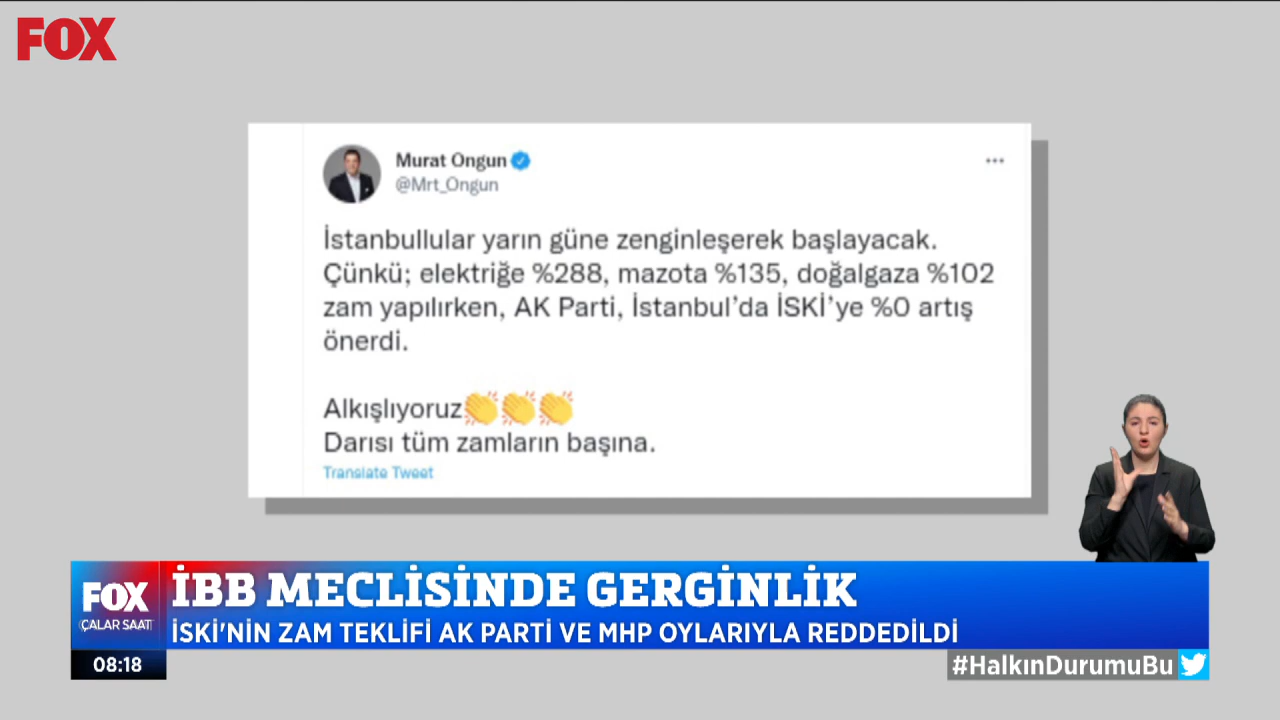 FOX
Murat Ongun
@Mrt_Ongun
İstanbullular yarın güne zenginleşerek başlayacak.
Çünkü; elektriğe %288, mazota %135, doğalgaza %102
zam yapılırken, AK Parti, İstanbul’da İSKİ’ye %0 artış
önerdi.
Alkışlıyoruz👏👏👏
Darısı tüm zamların başına.
Translate Tweet
FOX
ÇALAR SAAT
İBB MECLİSİNDE GERGİNLİK
İSKİ'NİN ZAM TEKLİFİ AK PARTİ VE MHP OYLARIYLA REDDEDİLDİ
08:18
#HalkınDurumuBu